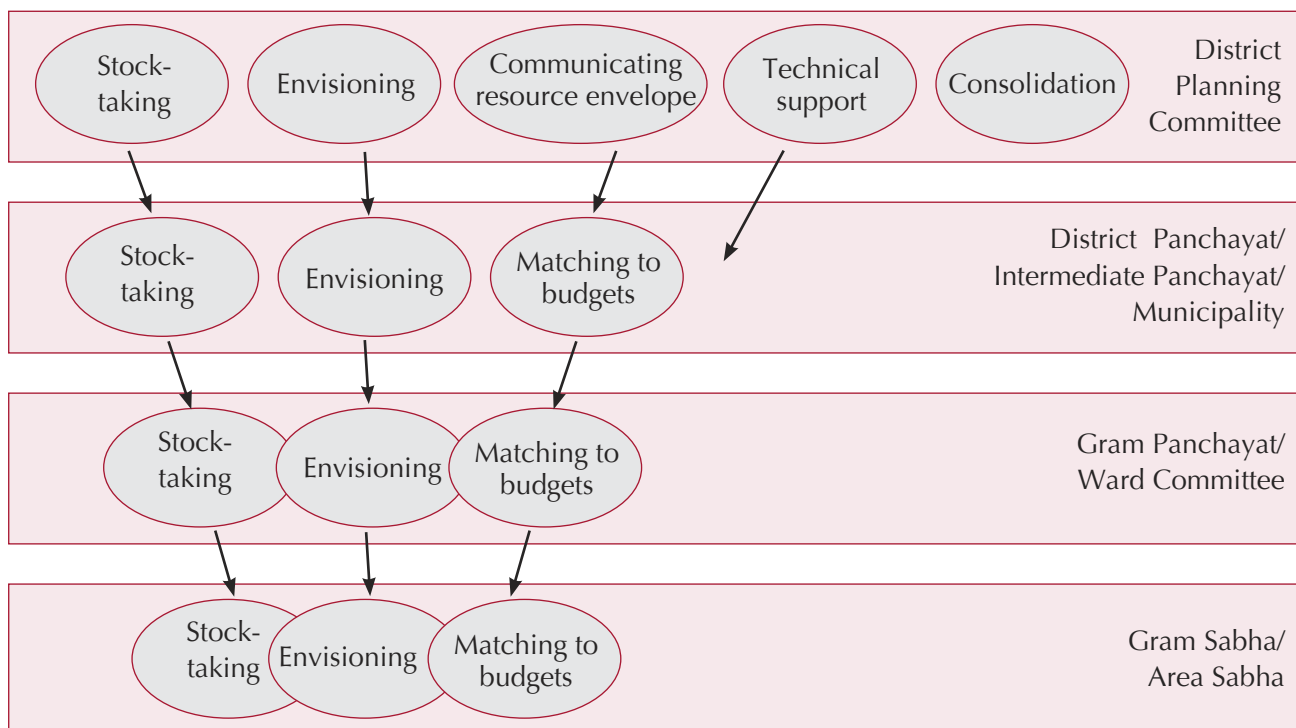 Stock-
taking
Envisioning
Communicating
resource envelope
Technical
support
Consolidation
District
Planning
Committee
Stock-
taking
Envisioning
Matching to
budgets
District Panchayat/
Intermediate Panchayat/
Municipality
Stock-
taking
Envisioning
Matching to
budgets
Gram Panchayat/
Ward Committee
Stock-
taking
Envisioning
Matching to
budgets
Gram Sabha/
Area Sabha